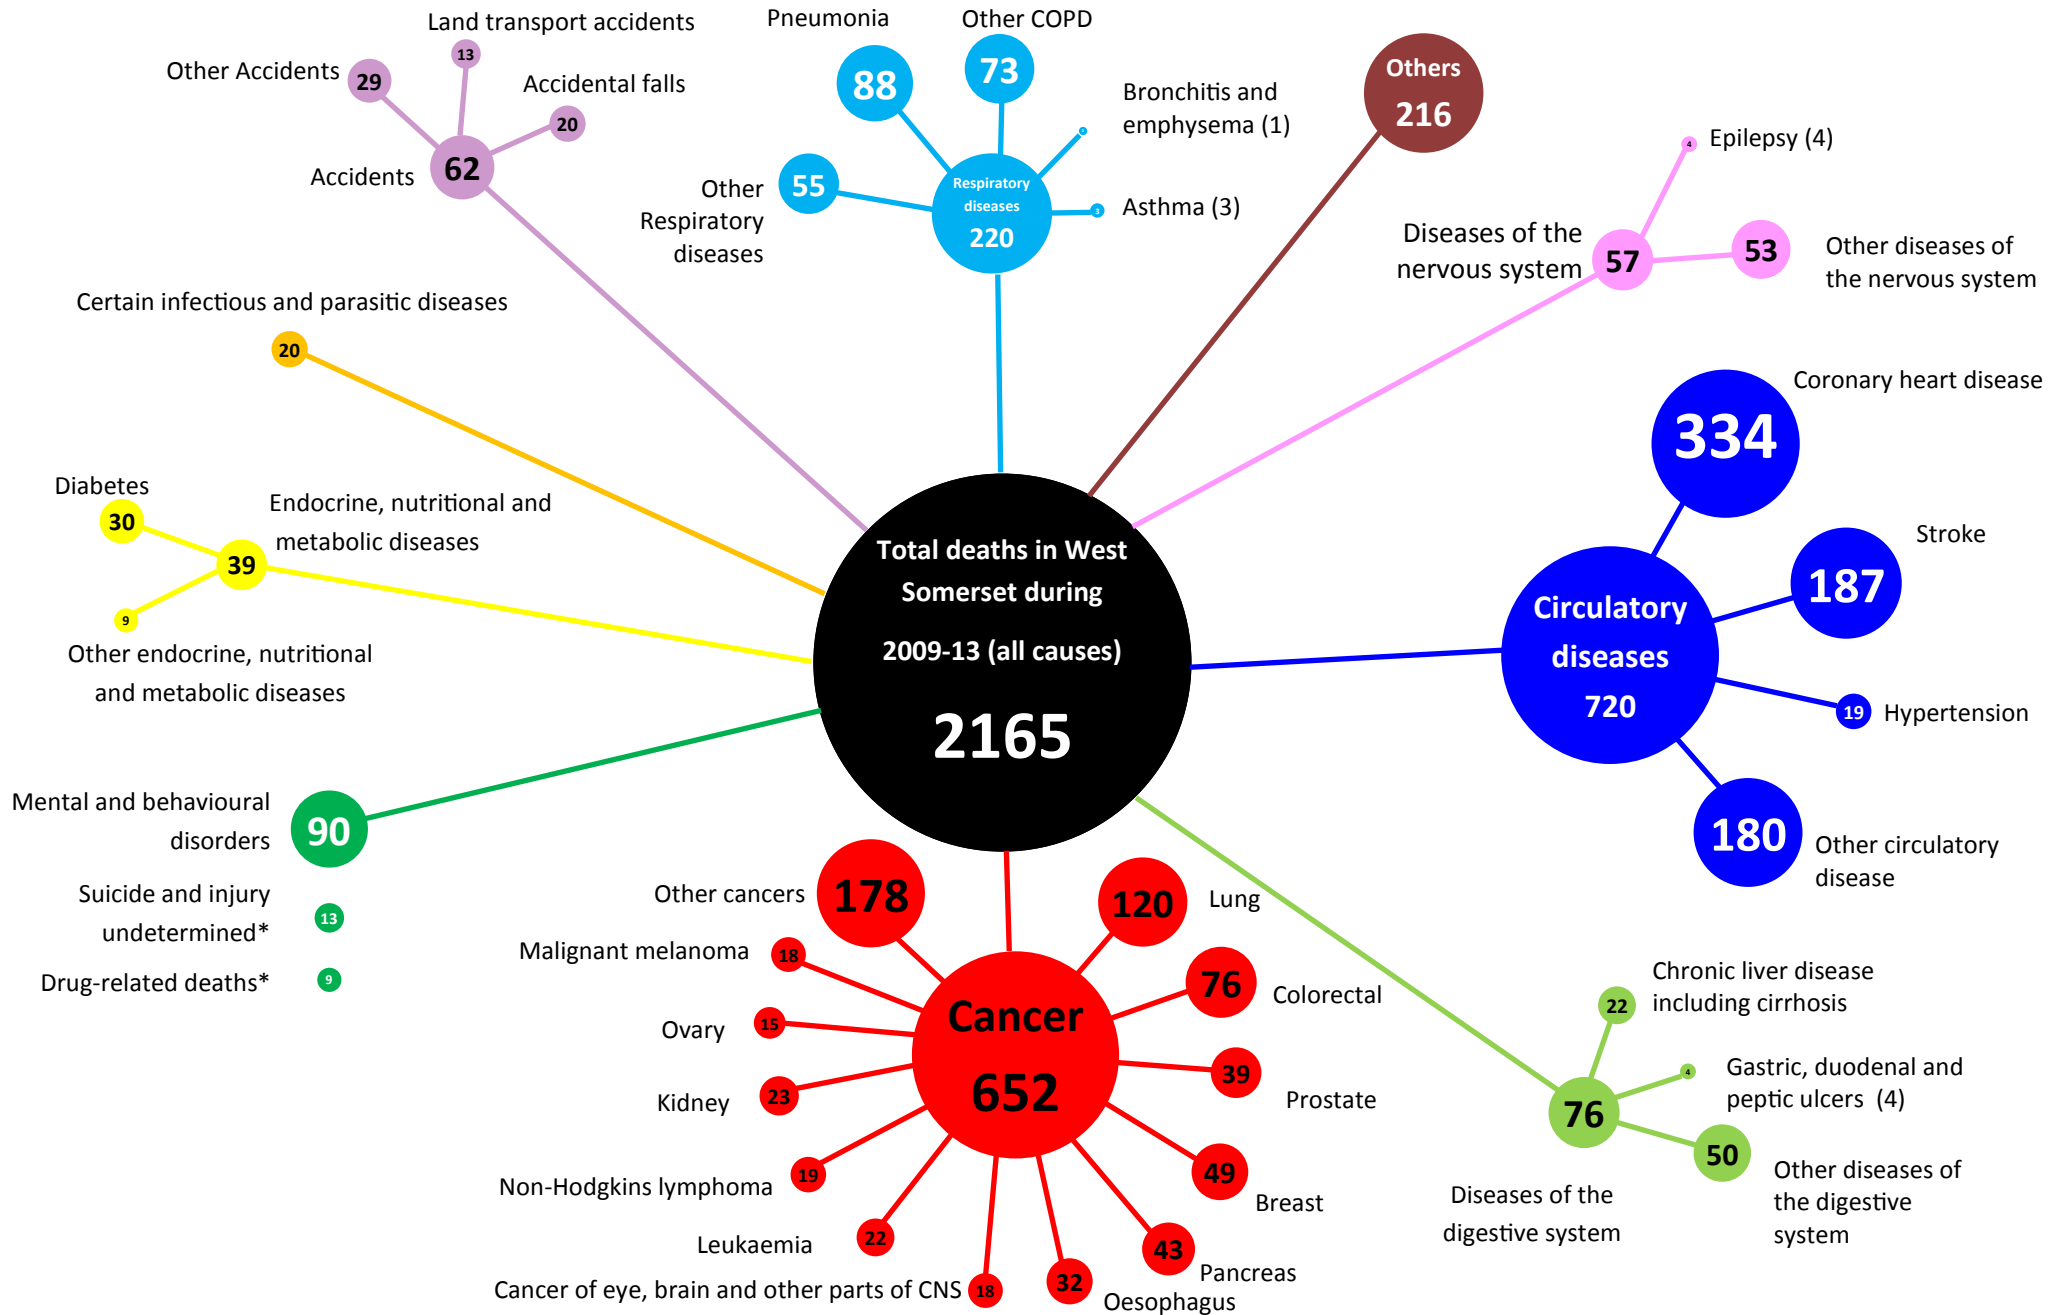 Land transport accidents
13
Other Accidents
29
Accidental falls
20
Accidents
62
Pneumonia
88
Other COPD
73
Bronchitis and
emphysema (1)
1
Other
Respiratory
diseases
55
Respiratory
diseases
220
3
Asthma (3)
Others
216
4
Epilepsy (4)
Diseases of the
nervous system
57
53
Other diseases of
the nervous system
Certain infectious and parasitic diseases
20
Diabetes
30
Endocrine, nutritional and
metabolic diseases
39
9
Other endocrine, nutritional
and metabolic diseases
Total deaths in West
Somerset during
2009-13 (all causes)
2165
Coronary heart disease
334
Stroke
187
Circulatory
diseases
720
19
Hypertension
180
Other circulatory
disease
Mental and behavioural
disorders
90
Suicide and injury
undetermined*
13
Drug-related deaths*
9
Other cancers
178
120
Lung
Malignant melanoma
18
76
Colorectal
Ovary
15
Cancer
652
39
Prostate
Kidney
23
49
Breast
Non-Hodgkins lymphoma
19
43
Pancreas
Leukaemia
22
32
Oesophagus
Cancer of eye, brain and other parts of CNS
18
Chronic liver disease
including cirrhosis
22
4
Gastric, duodenal and
peptic ulcers  (4)
76
50
Diseases of the
digestive system
Other diseases of
the digestive
system